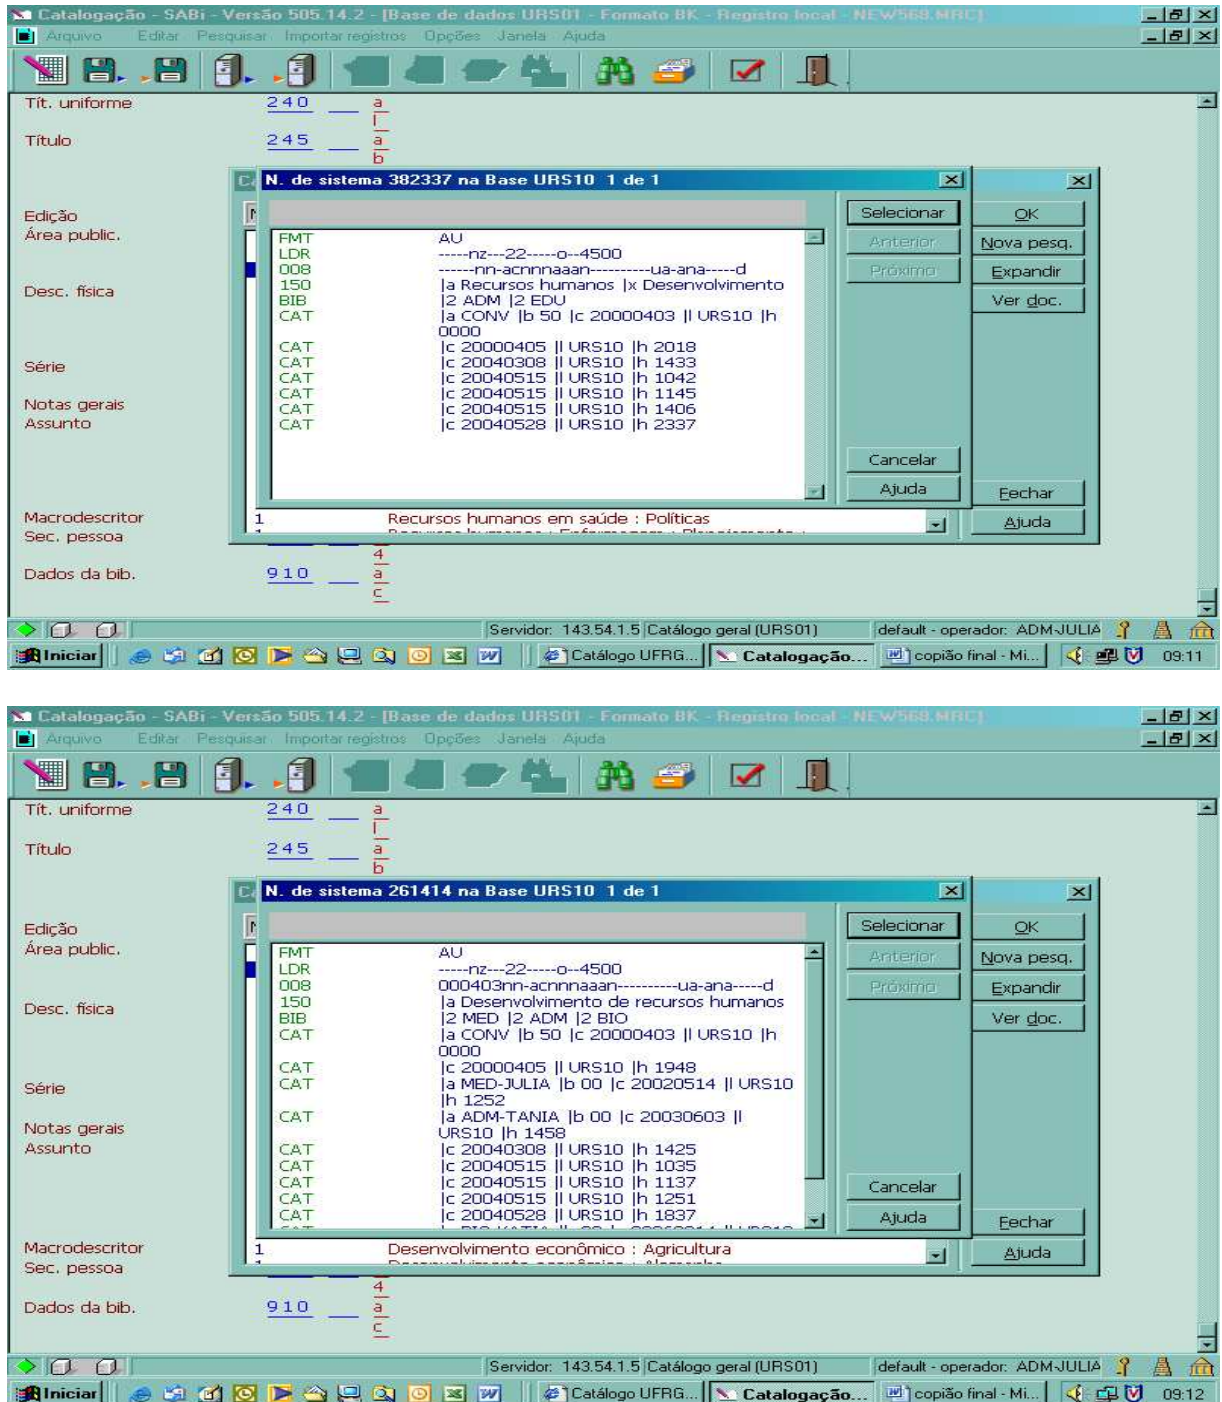 Catalogação - SABi - Versão 505.14.2 - [Base de dados URS01 - Formato BK - Registro local - NEW568.MRC]
Arquivo Editar Pesquisar Importar registros Opções Janela Ajuda
Tít. uniforme 240 a
l
Título 245 a
b
N. de sistema 382337 na Base URS10 1 de 1
Edição Selecionar OK
Área public. FMT AU Anterior Nova pesq.
LDR -----nz---22-----o--4500
008 ------nn-acnnnaaan----------ua-ana-----d Próximo Expandir
Desc. física 150 |a Recursos humanos |x Desenvolvimento
BIB |2 ADM |2 EDU Ver doc.
CAT |a CONV |b 50 |c 20000403 |l URS10 |h
0000
CAT |c 20000405 |l URS10 |h 2018
Série CAT |c 20040308 |l URS10 |h 1433
CAT |c 20040515 |l URS10 |h 1042
CAT |c 20040515 |l URS10 |h 1145
Notas gerais CAT |c 20040515 |l URS10 |h 1406
Assunto CAT |c 20040528 |l URS10 |h 2337
Cancelar
Ajuda Fechar
Macrodescritor 1 Recursos humanos em saúde : Políticas Ajuda
Sec. pessoa
4
Dados da bib. 910 a
c
Servidor: 143.54.1.5 Catálogo geral (URS01) default - operador: ADM-JULIA
Iniciar Catálogo UFRG... Catalogação... copião final - Mi... 09:11
Catalogação - SABi - Versão 505.14.2 - [Base de dados URS01 - Formato BK - Registro local - NEW568.MRC]
Arquivo Editar Pesquisar Importar registros Opções Janela Ajuda
Tít. uniforme 240 a
l
Título 245 a
b
N. de sistema 261414 na Base URS10 1 de 1
Edição Selecionar OK
Área public. FMT AU Anterior Nova pesq.
LDR -----nz---22-----o--4500
008 000403nn-acnnnaaan----------ua-ana-----d Próximo Expandir
Desc. física 150 |a Desenvolvimento de recursos humanos
BIB |2 MED |2 ADM |2 BIO Ver doc.
CAT |a CONV |b 50 |c 20000403 |l URS10 |h
0000
CAT |c 20000405 |l URS10 |h 1948
Série CAT |a MED-JULIA |b 00 |c 20020514 |l URS10
|h 1252
CAT |a ADM-TANIA |b 00 |c 20030603 |l
Notas gerais URS10 |h 1458
Assunto CAT |c 20040308 |l URS10 |h 1425
CAT |c 20040515 |l URS10 |h 1035
CAT |c 20040515 |l URS10 |h 1137 Cancelar
CAT |c 20040515 |l URS10 |h 1251
CAT |c 20040528 |l URS10 |h 1837 Ajuda Fechar
Macrodescritor 1 Desenvolvimento econômico : Agricultura Ajuda
Sec. pessoa
4
Dados da bib. 910 a
c
Servidor: 143.54.1.5 Catálogo geral (URS01) default - operador: ADM-JULIA
Iniciar Catálogo UFRG... Catalogação... copião final - Mi... 09:12